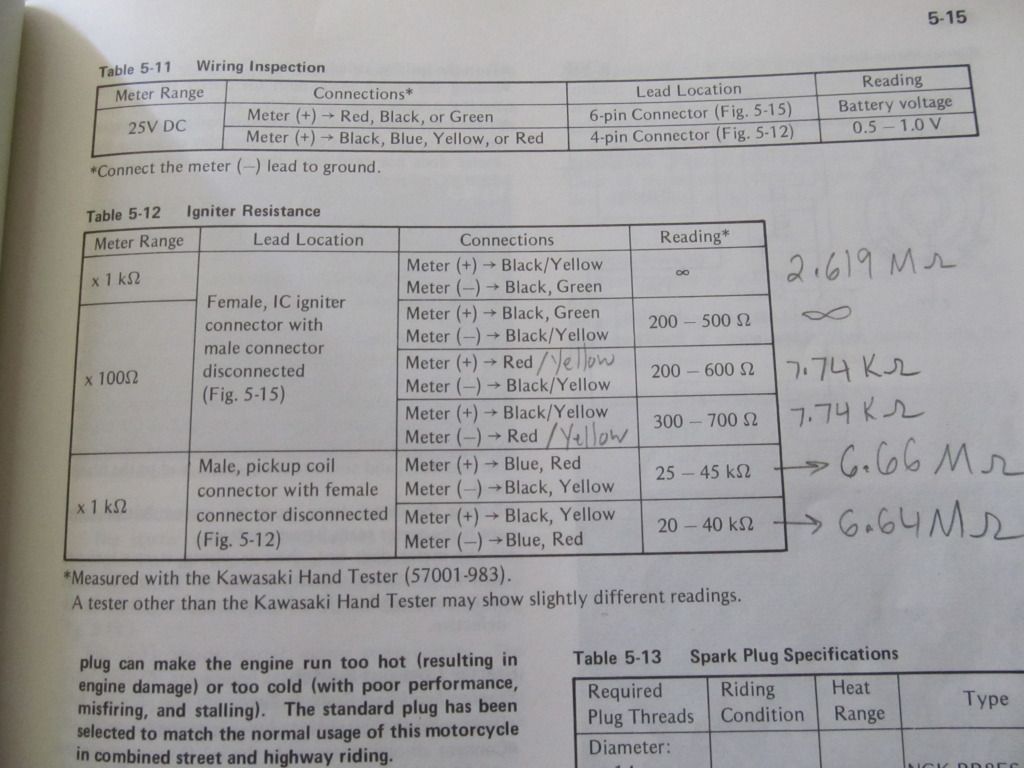 5-15
Table 5-11 Wiring Inspection
Meter Range Connections* Lead Location Reading
25V DC Meter (+) → Red, Black, or Green 6-pin Connector (Fig. 5-15) Battery voltage
Meter (+) → Black, Blue, Yellow, or Red 4-pin Connector (Fig. 5-12) 0.5 – 1.0 V
*Connect the meter (–) lead to ground.
Table 5-12 Igniter Resistance
Meter Range Lead Location Connections Reading*
x 1 kΩ Meter (+) → Black/Yellow ∞ 2.619 MΩ
Meter (–) → Black, Green
Female, IC igniter Meter (+) → Black, Green 200 – 500 Ω ∞
connector with Meter (–) → Black/Yellow
male connector Meter (+) → Red /Yellow 200 – 600 Ω 7.74 KΩ
x 100Ω disconnected Meter (–) → Black/Yellow
(Fig. 5-15) Meter (+) → Black/Yellow 300 – 700 Ω 7.74 KΩ
Meter (–) → Red /Yellow
Male, pickup coil Meter (+) → Blue, Red 25 – 45 kΩ → 6.66 MΩ
connector with female Meter (–) → Black, Yellow
x 1 kΩ connector disconnected Meter (+) → Black, Yellow 20 – 40 kΩ → 6.64 MΩ
(Fig. 5-12) Meter (–) → Blue, Red
*Measured with the Kawasaki Hand Tester (57001-983).
A tester other than the Kawasaki Hand Tester may show slightly different readings.
plug can make the engine run too hot (resulting in
engine damage) or too cold (with poor performance,
misfiring, and stalling). The standard plug has been
selected to match the normal usage of this motorcycle
in combined street and highway riding.
Table 5-13 Spark Plug Specifications
Required Riding Heat Type
Plug Threads Condition Range
Diameter: